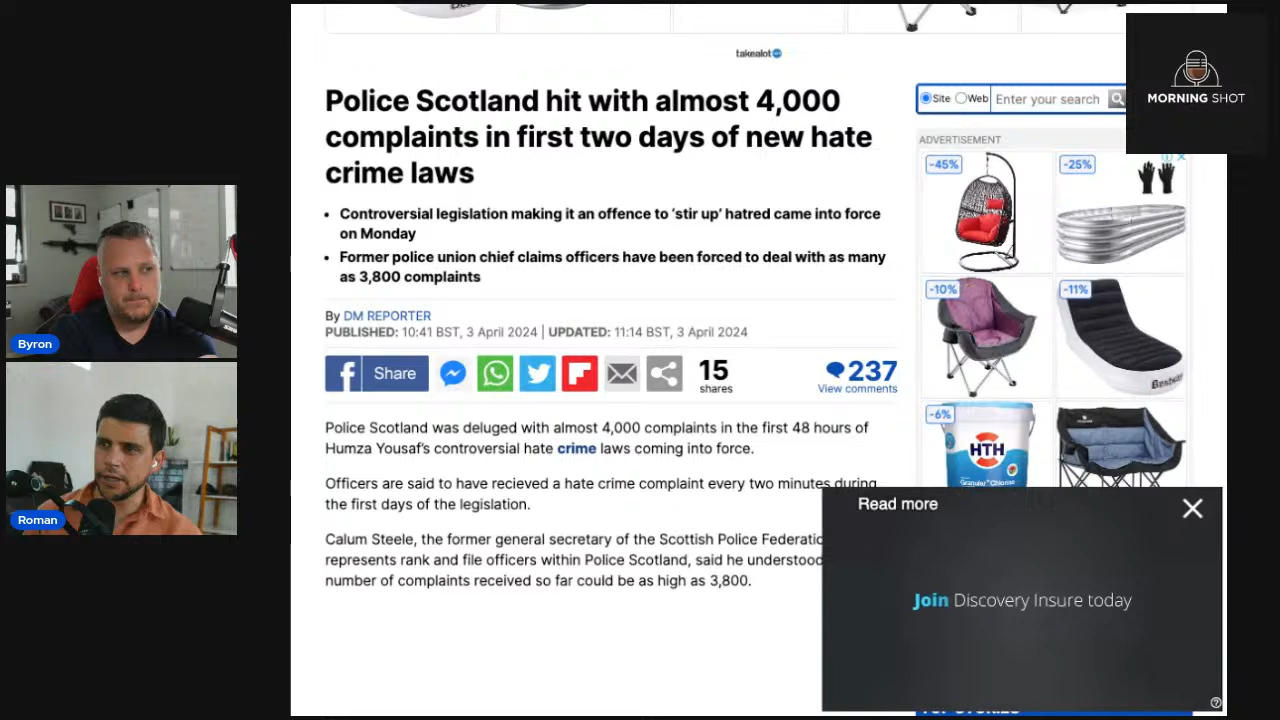 takealot
Police Scotland hit with almost 4,000
complaints in first two days of new hate
crime laws
• Controversial legislation making it an offence to 'stir up' hatred came into force
on Monday
• Former police union chief claims officers have been forced to deal with as many
as 3,800 complaints
By DM REPORTER
PUBLISHED: 10:41 BST, 3 April 2024 | UPDATED: 11:14 BST, 3 April 2024
Share
15
shares
237
View comments
Police Scotland was deluged with almost 4,000 complaints in the first 48 hours of
Humza Yousaf's controversial hate crime laws coming into force.
Officers are said to have recieved a hate crime complaint every two minutes during
the first days of the legislation.
Calum Steele, the former general secretary of the Scottish Police
represents rank and file officers within Police Scotland, said he understood
number of complaints received so far could be as high as 3,800.
Site Web Enter your search
ADVERTISEMENT
-45%
-25%
-10%
-11%
Bestway
-6%
HTH
Granular Chlorine
Read more
Join Discovery Insure today
MORNING SHOT
Byron
Roman